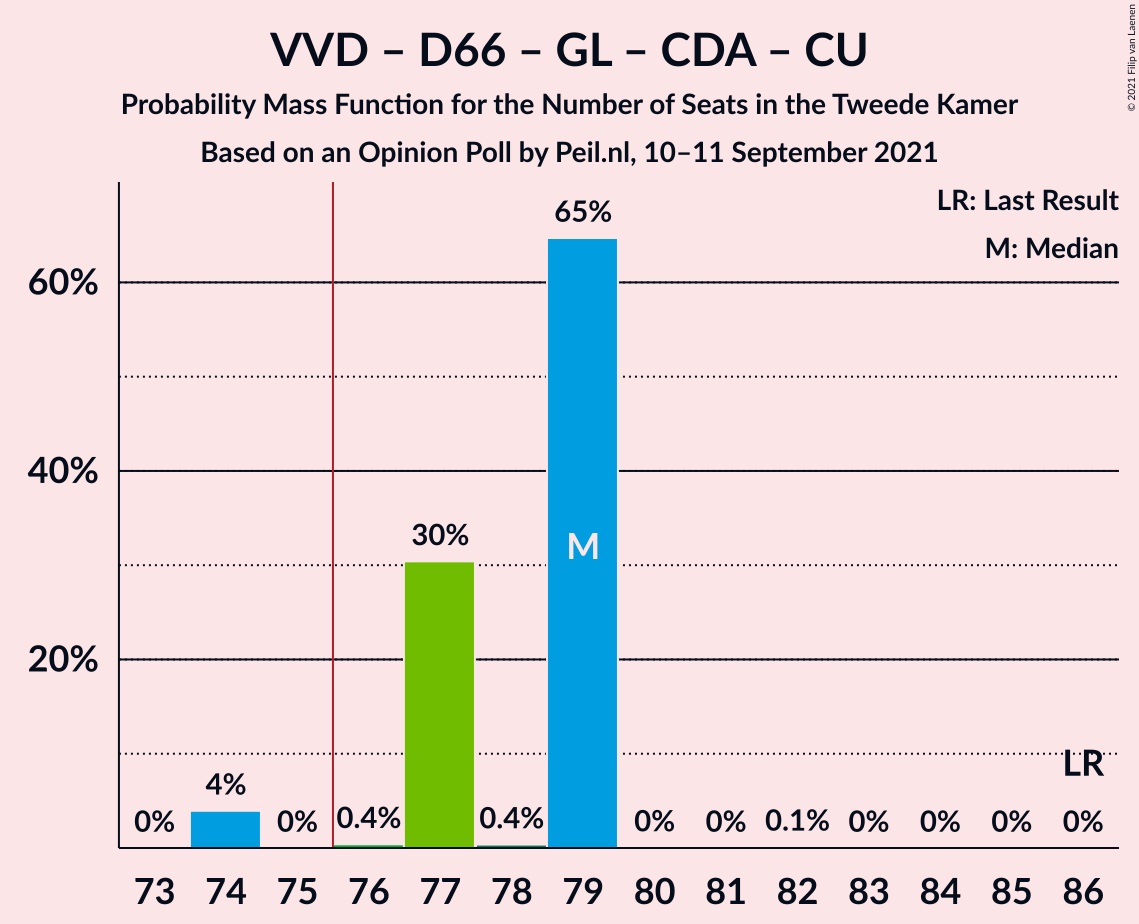 VVD – D66 – GL – CDA – CU
Probability Mass Function for the Number of Seats in the Tweede Kamer
Based on an Opinion Poll by Peil.nl, 10–11 September 2021
© 2021 Filip van Laenen
LR: Last Result
M: Median
65%
60%
M
40%
30%
20%
LR
4%
0% 0% 0.4% 0.4% 0% 0% 0.1% 0% 0% 0% 0%
73 74 75 76 77 78 79 80 81 82 83 84 85 86